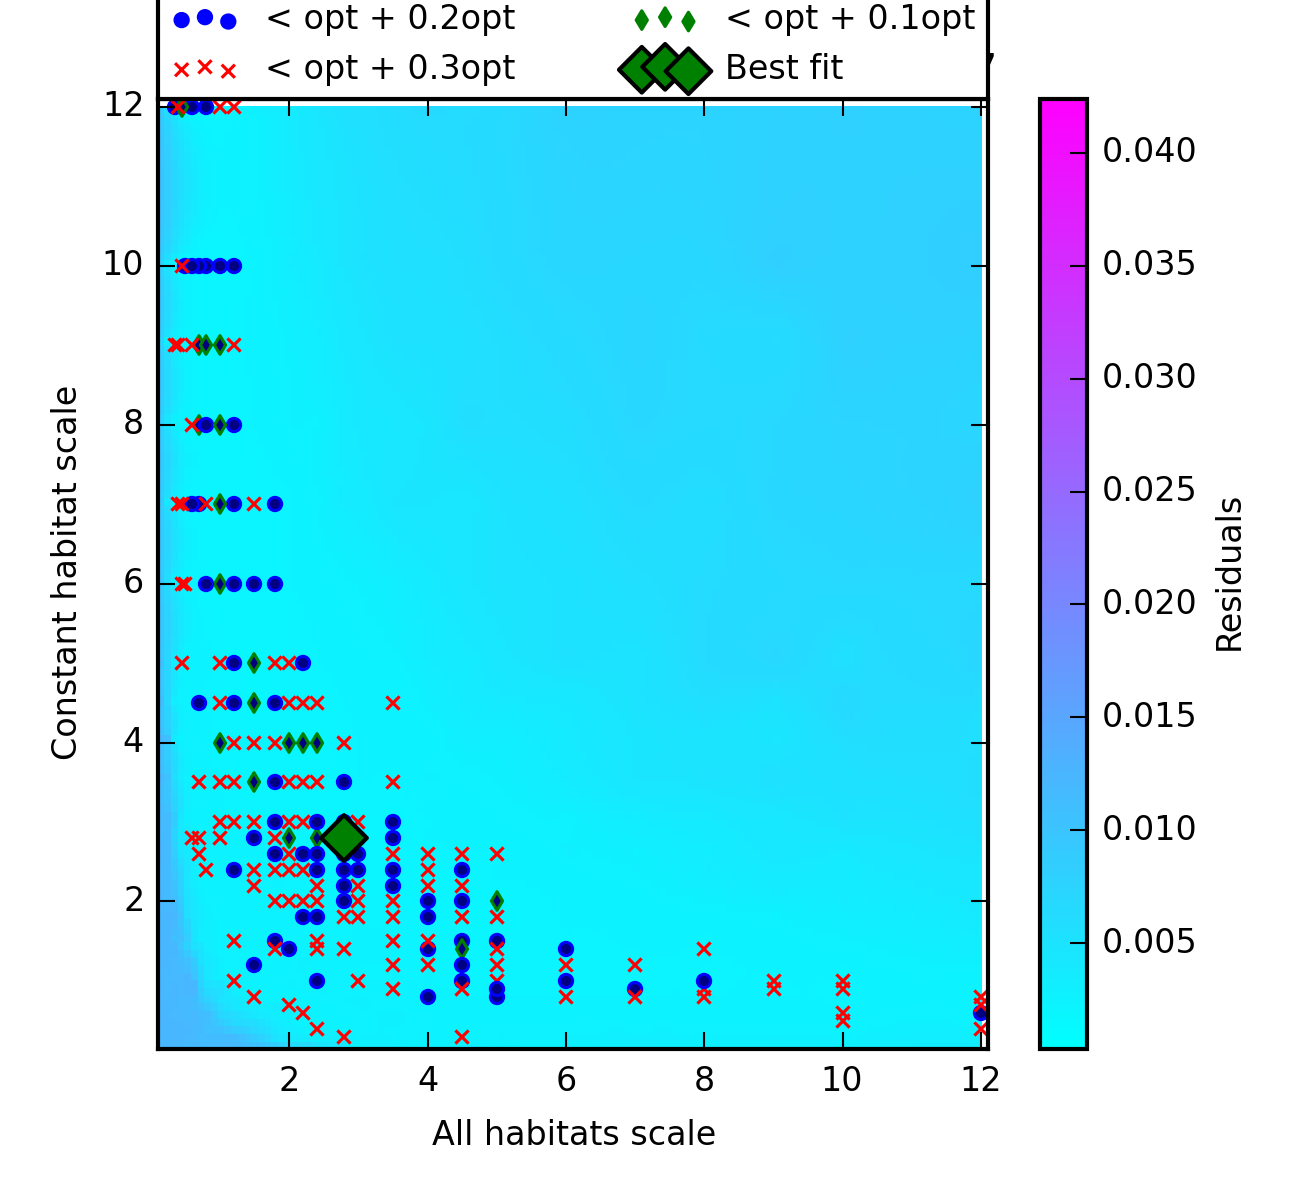 < opt + 0.2opt
< opt + 0.1opt
< opt + 0.3opt
Best fit
12
10
8
6
4
2
Constant habitat scale
2 4 6 8 10 12
All habitats scale
0.040
0.035
0.030
0.025
0.020
0.015
0.010
0.005
Residuals